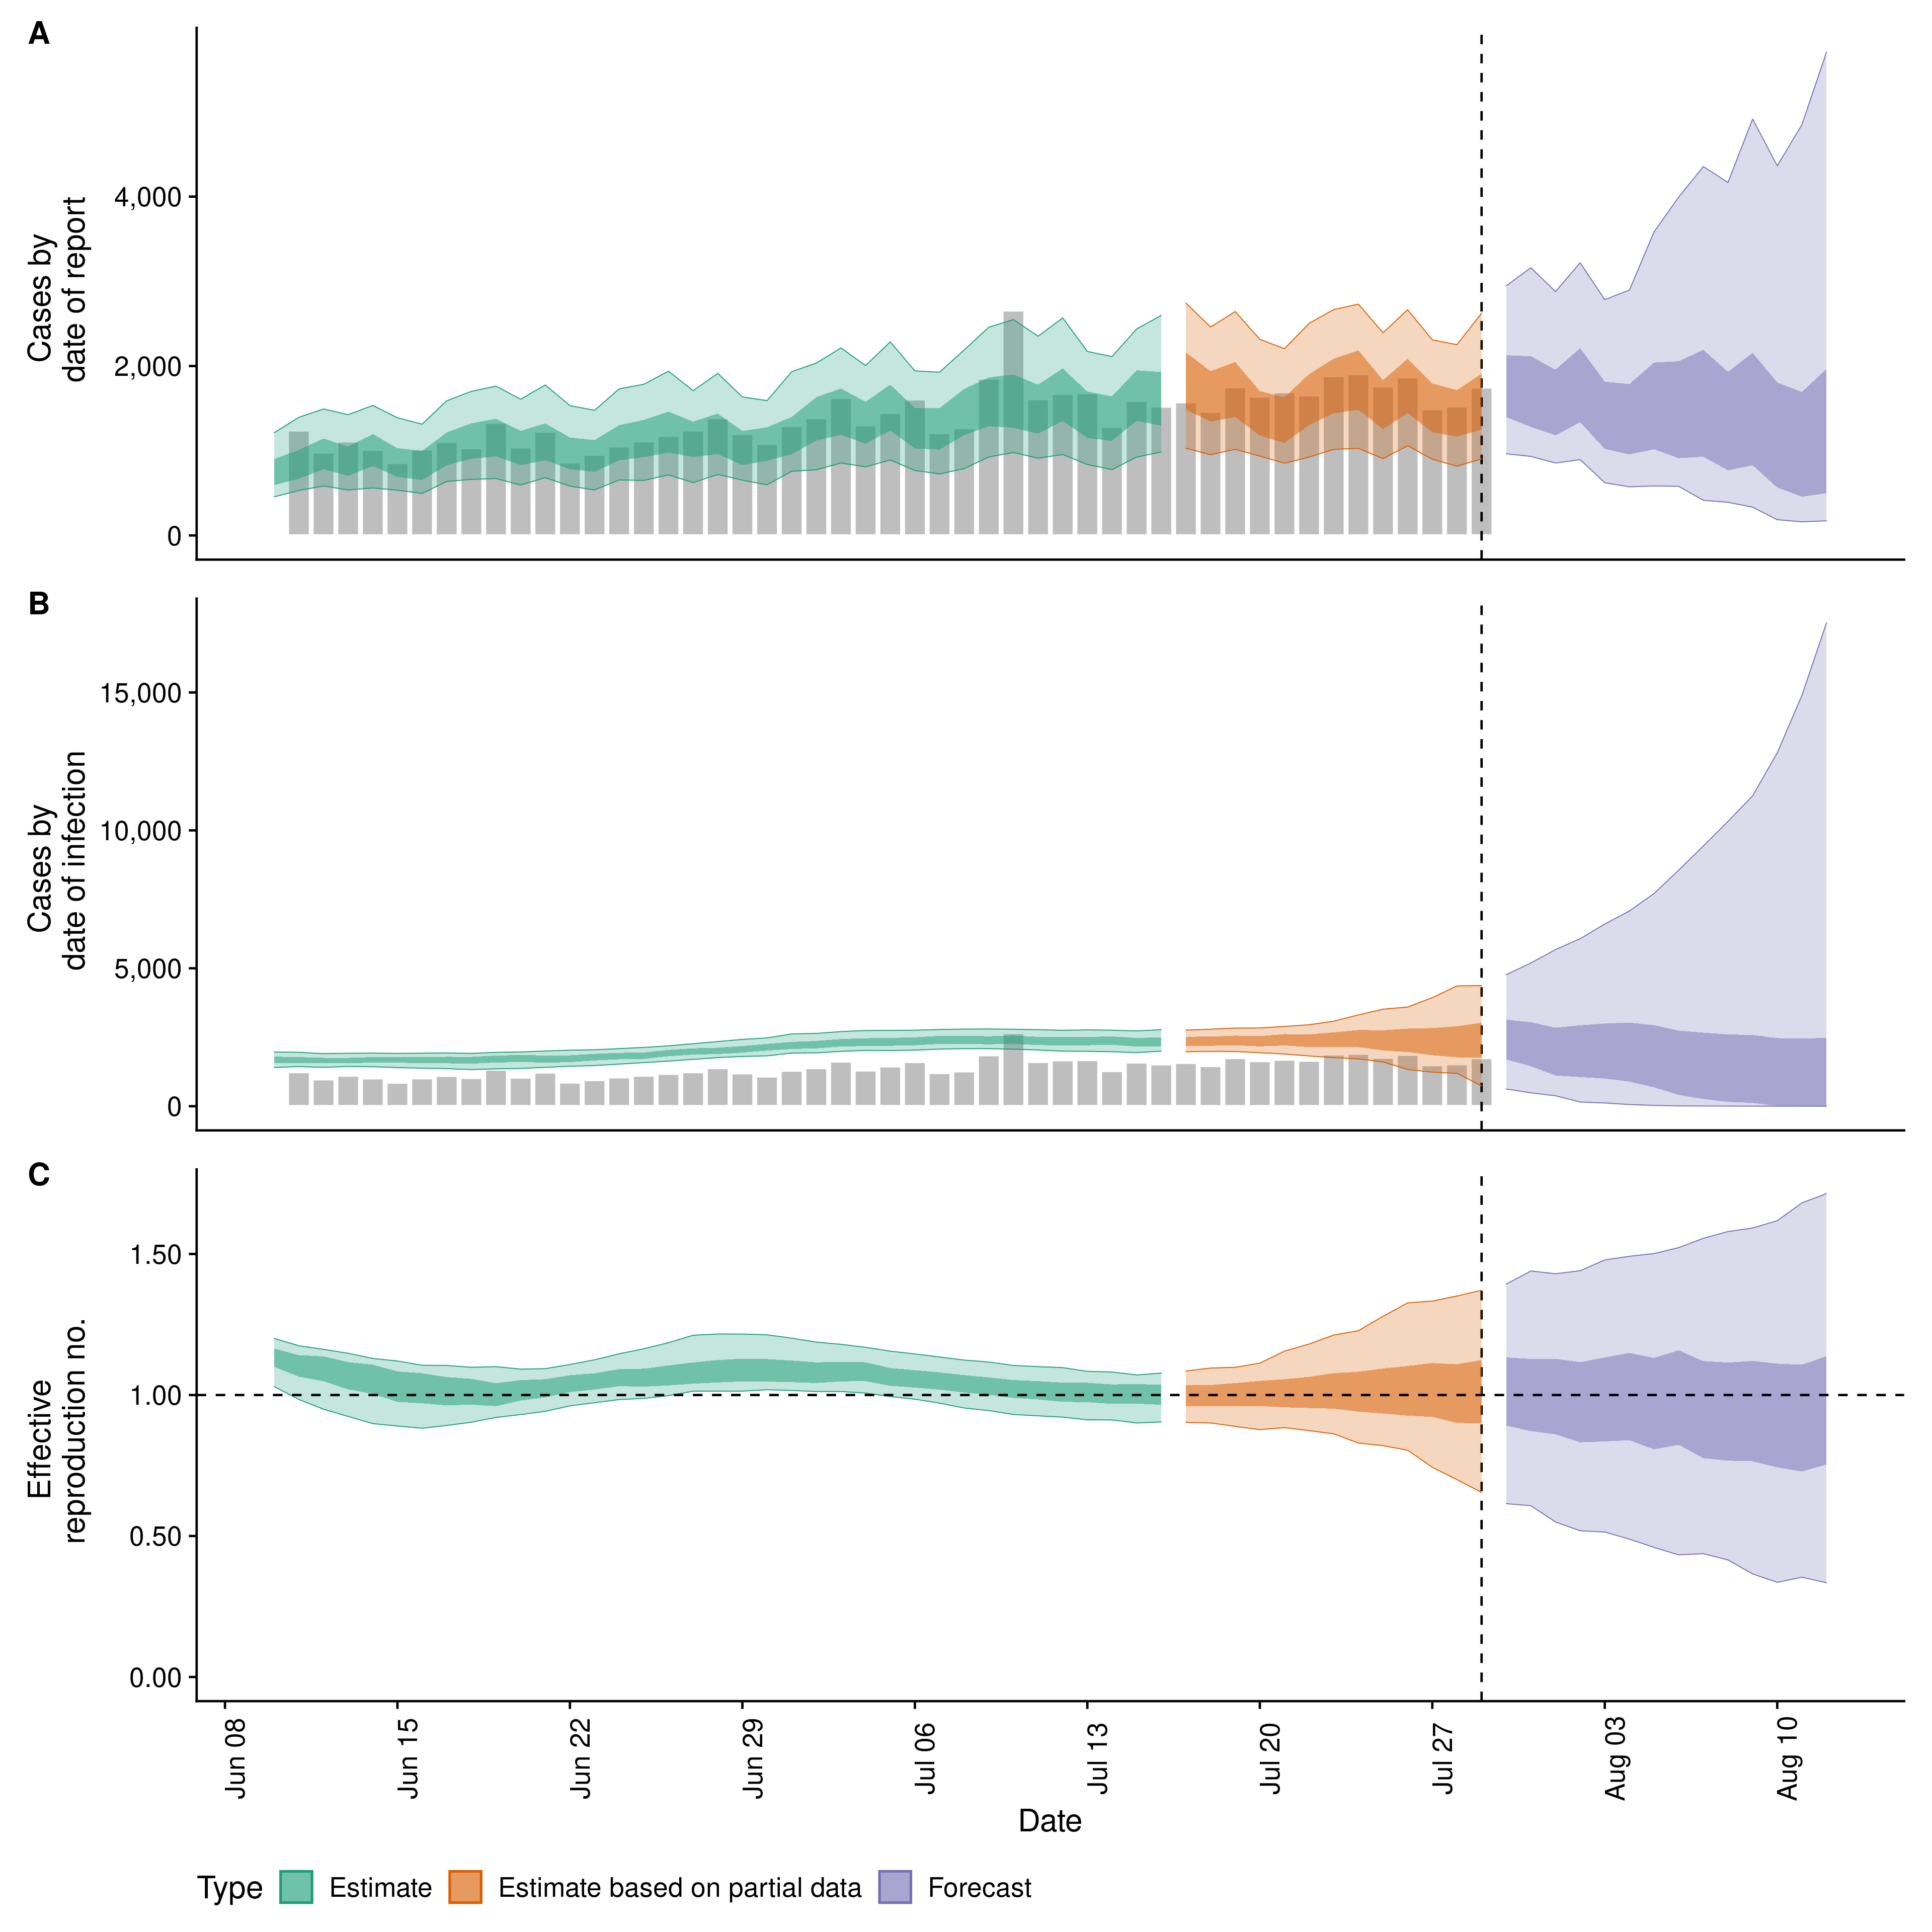 A
Cases by
date of report
4,000
2,000
0
B
Cases by
date of infection
15,000
10,000
5,000
0
C
Effective
reproduction no.
1.50
1.00
0.50
0.00
Jun 08
Jun 15
Jun 22
Jun 29
Jul 06
Jul 13
Jul 20
Jul 27
Aug 03
Aug 10
Date
Type Estimate Estimate based on partial data Forecast